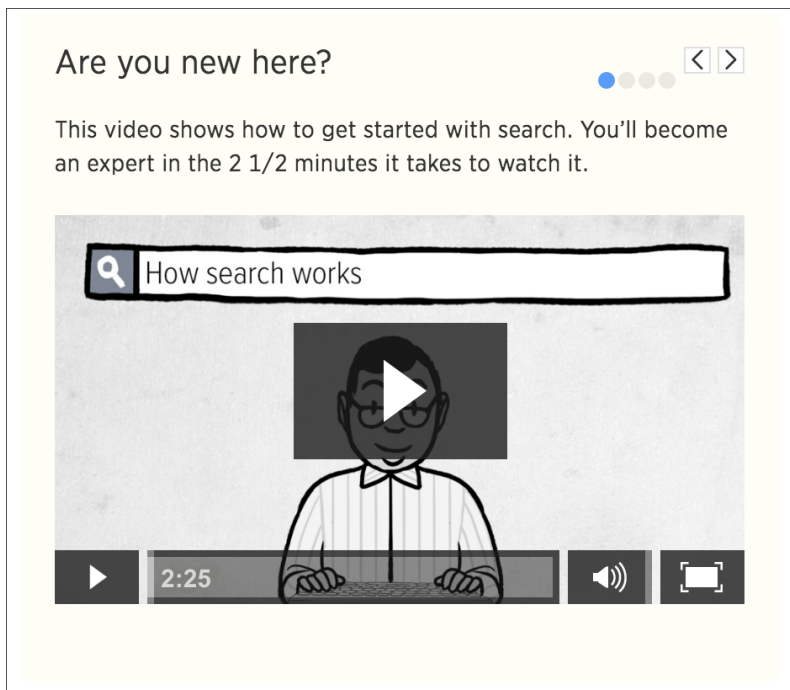 Are you new here?
This video shows how to get started with search. You’ll become
an expert in the 2 1/2 minutes it takes to watch it.
How search works
2:25